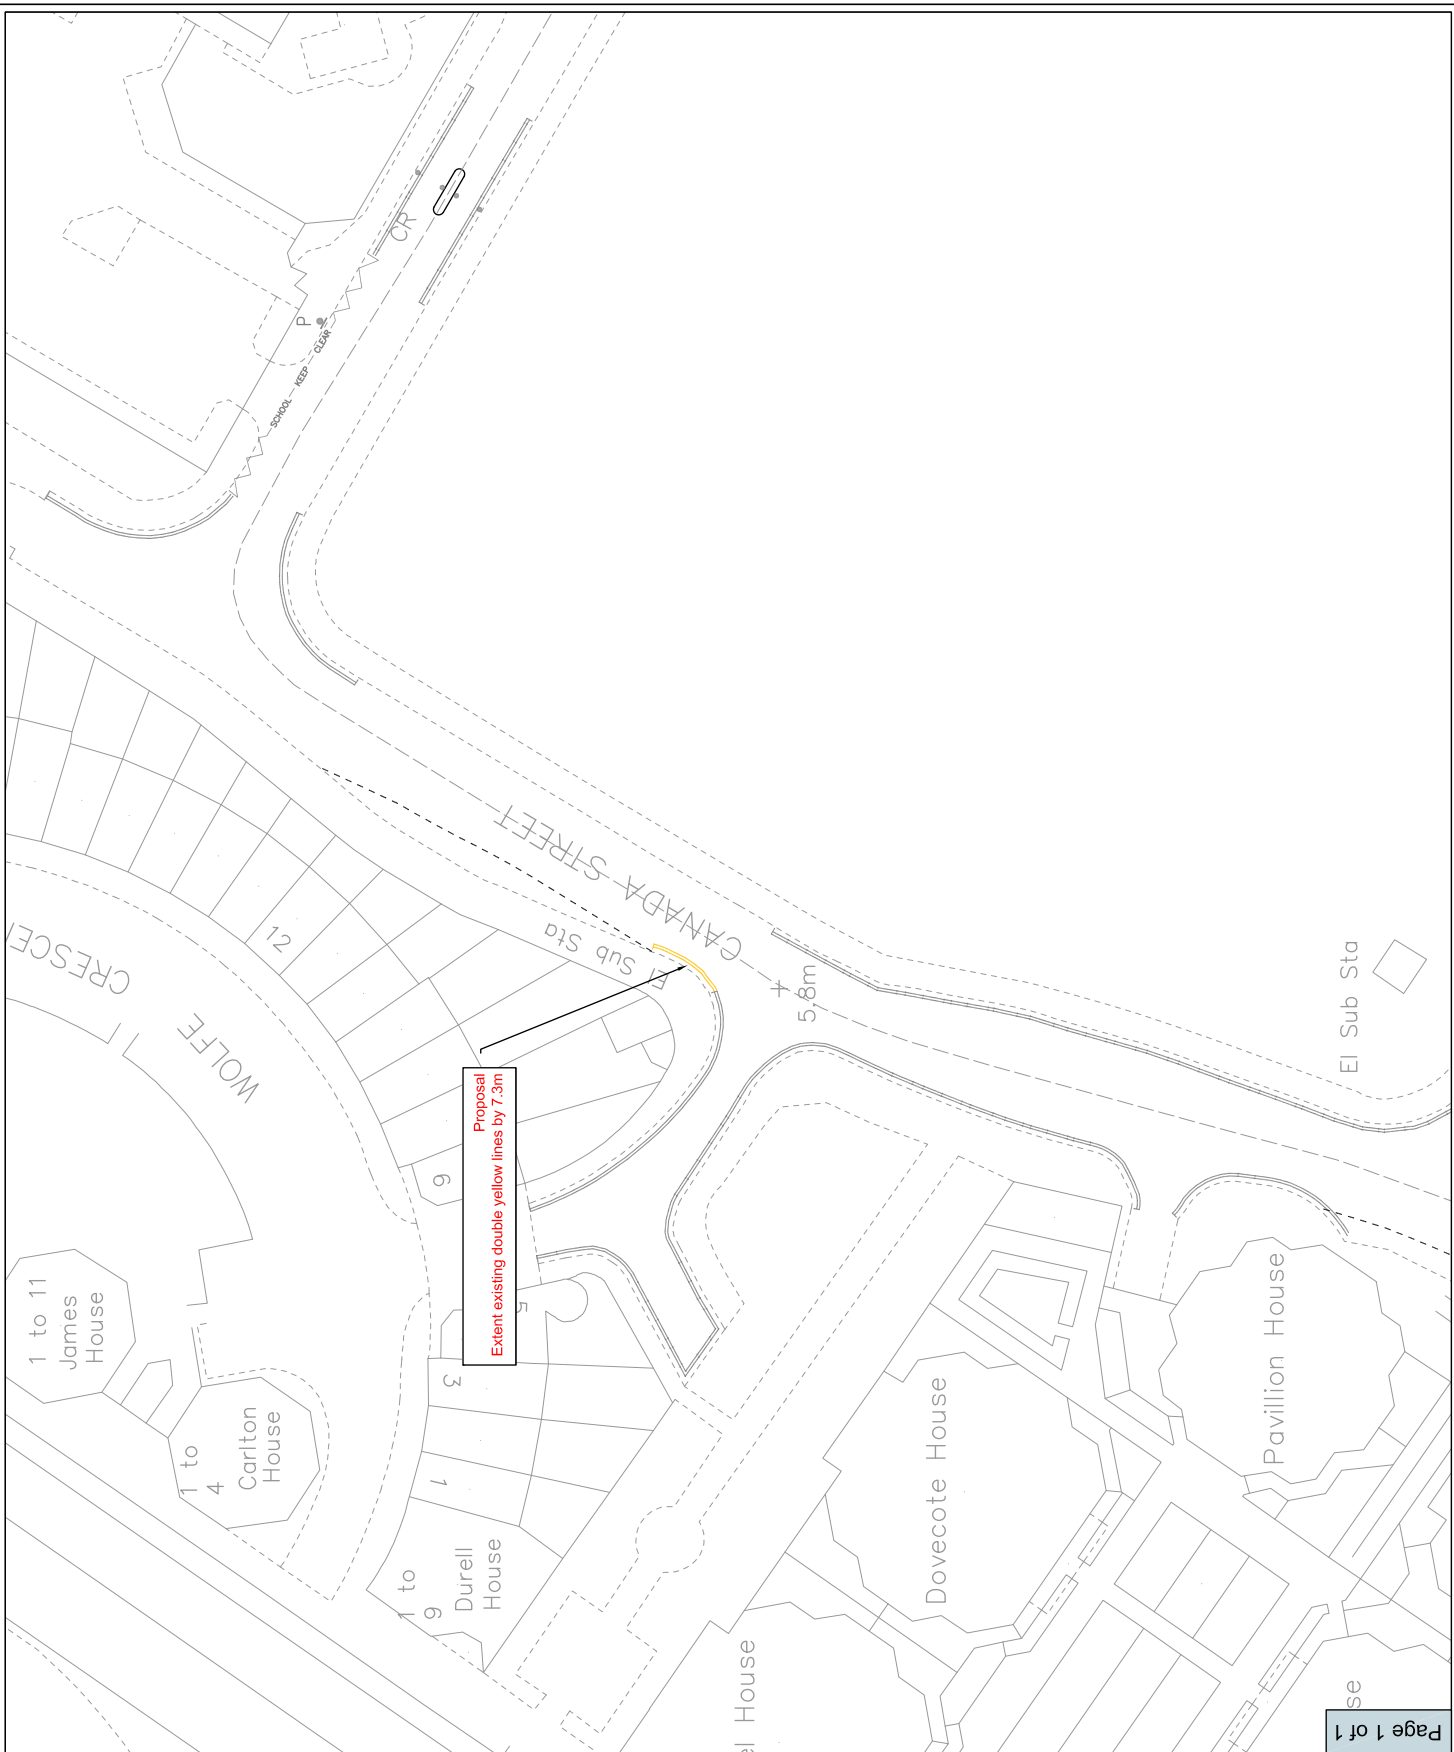 CR
P
SCHOOL KEEP CLEAR
CANADA STREET
El Sub Sta
12
WOLFE
5.8m
El Sub Sta
Proposal
Extent existing double yellow lines by 7.3m
1 to 11
James
House
5
3
1
1 to
4
Carlton
House
1 to
9
Durell
House
Dovecote House
Pavillion House
House
Page 1 of 1